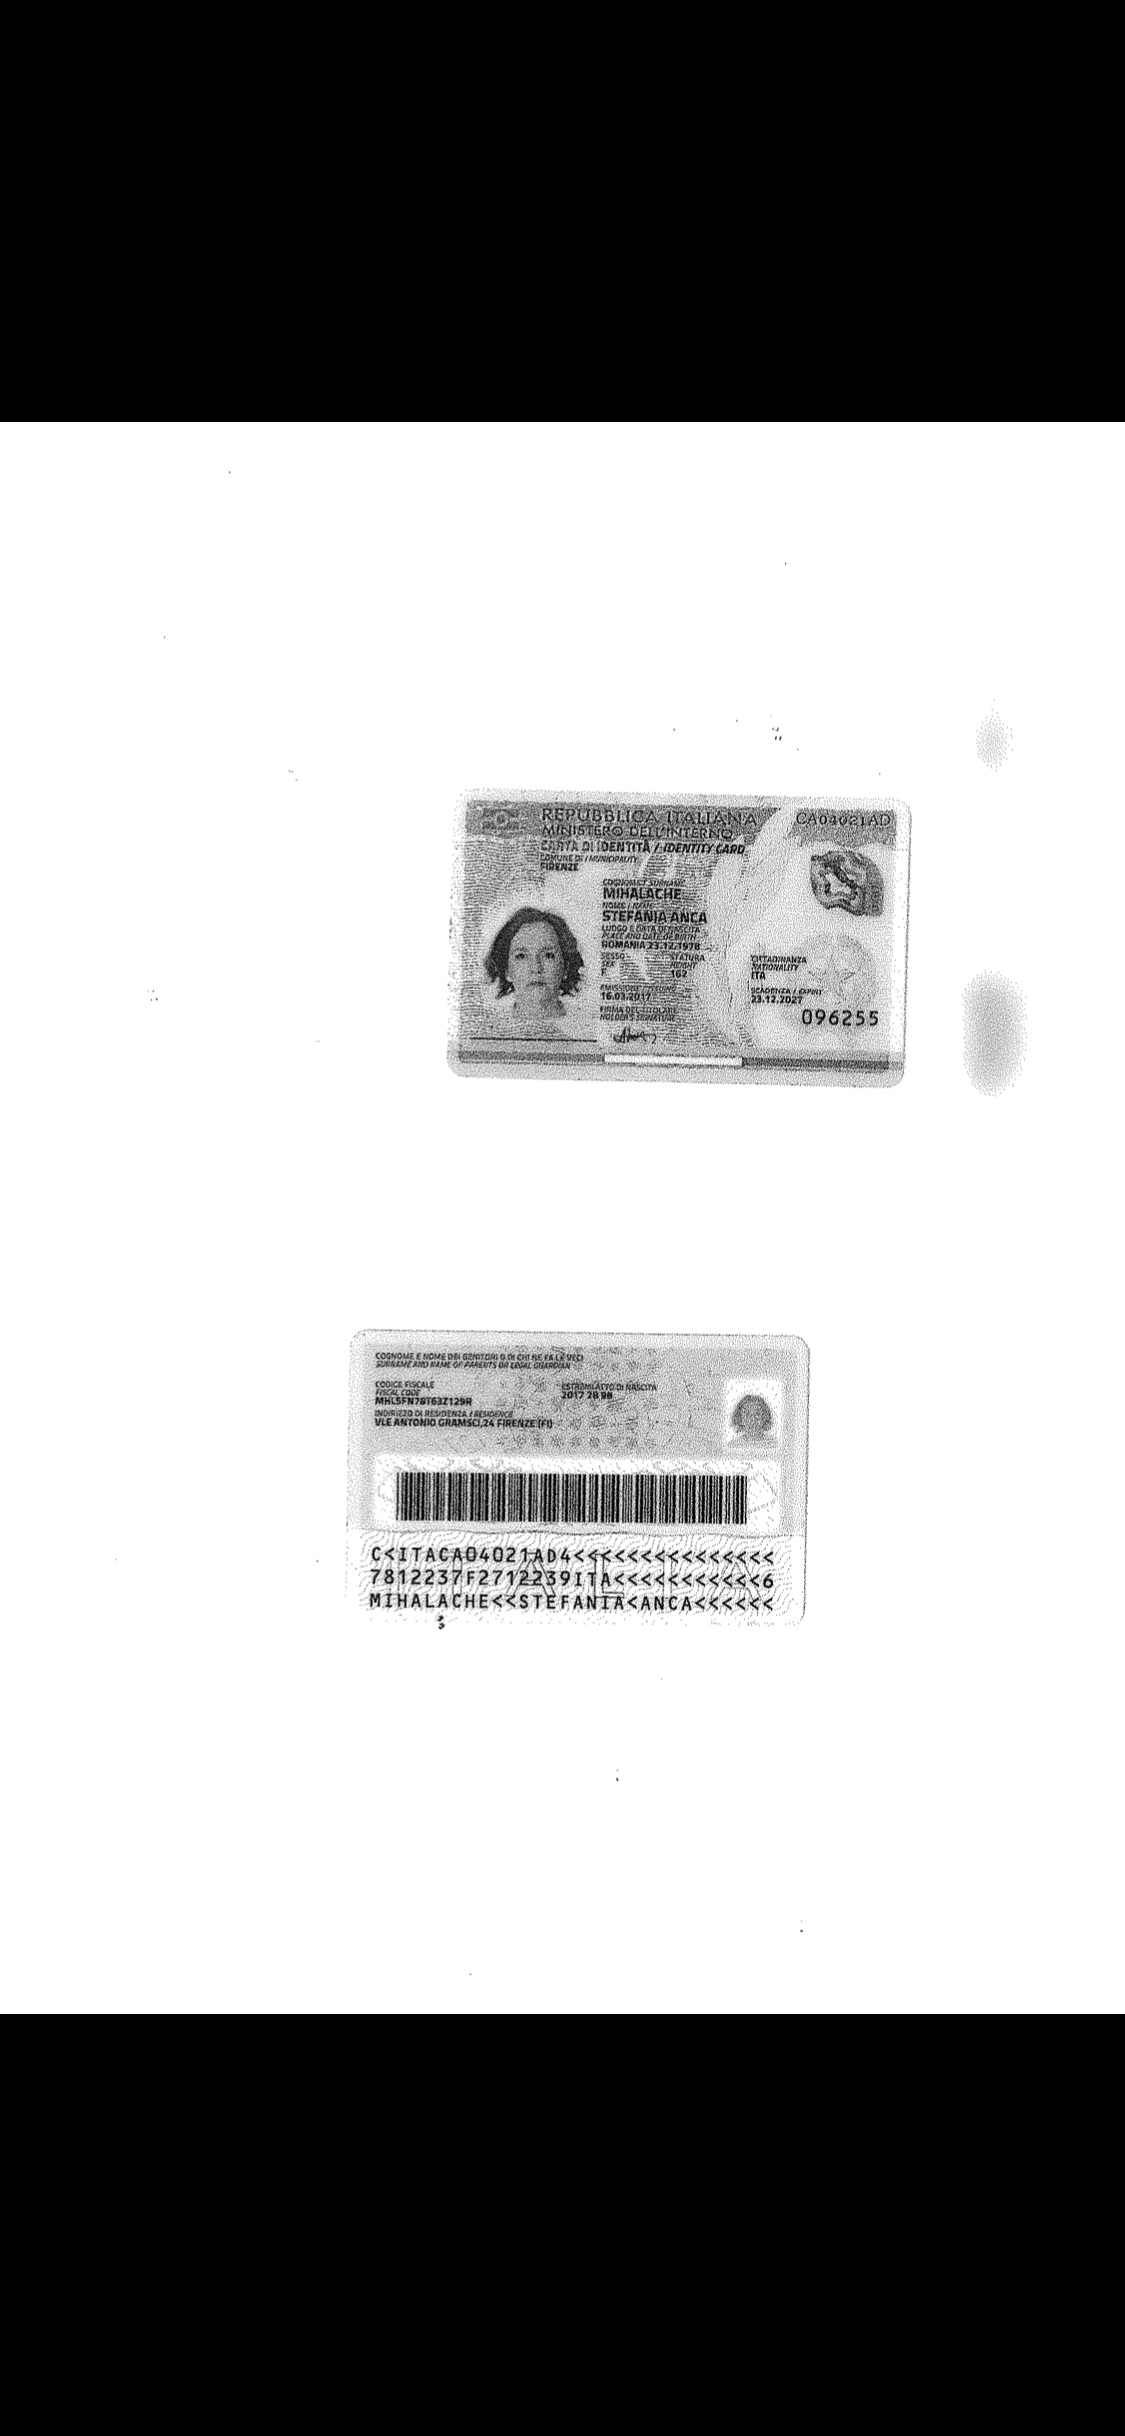 REPUBBLICA ITALIANA
CA04021AD
MINISTERO DELL'INTERNO
CARTA DI IDENTITÀ / IDENTITY CARD
COMUNE DI / MUNICIPALITY
FIRENZE
COGNOME / SURNAME
MIHALACHE
NOME / NAME
STEFANIA ANCA
LUOGO E DATA DI NASCITA
PLACE AND DATE OF BIRTH
ROMANIA 23.12.1978
SESSO STATURA
SEX HEIGHT
F 162
CITTADINANZA
NATIONALITY
ITA
EMISSIONE / ISSUING
16.03.2017
SCADENZA / EXPIRY
23.12.2027
FIRMA DEL TITOLARE
HOLDER'S SIGNATURE
096255
COGNOME E NOME DEI GENITORI O DI CHI NE FA LE VECI
SURNAME AND NAME OF PARENTS OR LEGAL GUARDIAN
CODICE FISCALE ESTREMI ATTO DI NASCITA
FISCAL CODE
MHLSFN78T63Z129R 2017 28 98
INDIRIZZO DI RESIDENZA / RESIDENCE
VLE ANTONIO GRAMSCI,24 FIRENZE (FI)
C<ITACA04021AD4<<<<<<<<<<<<<<<
7812237F2712239ITA<<<<<<<<<<<6
MIHALACHE<<STEFANIA<ANCA<<<<<<